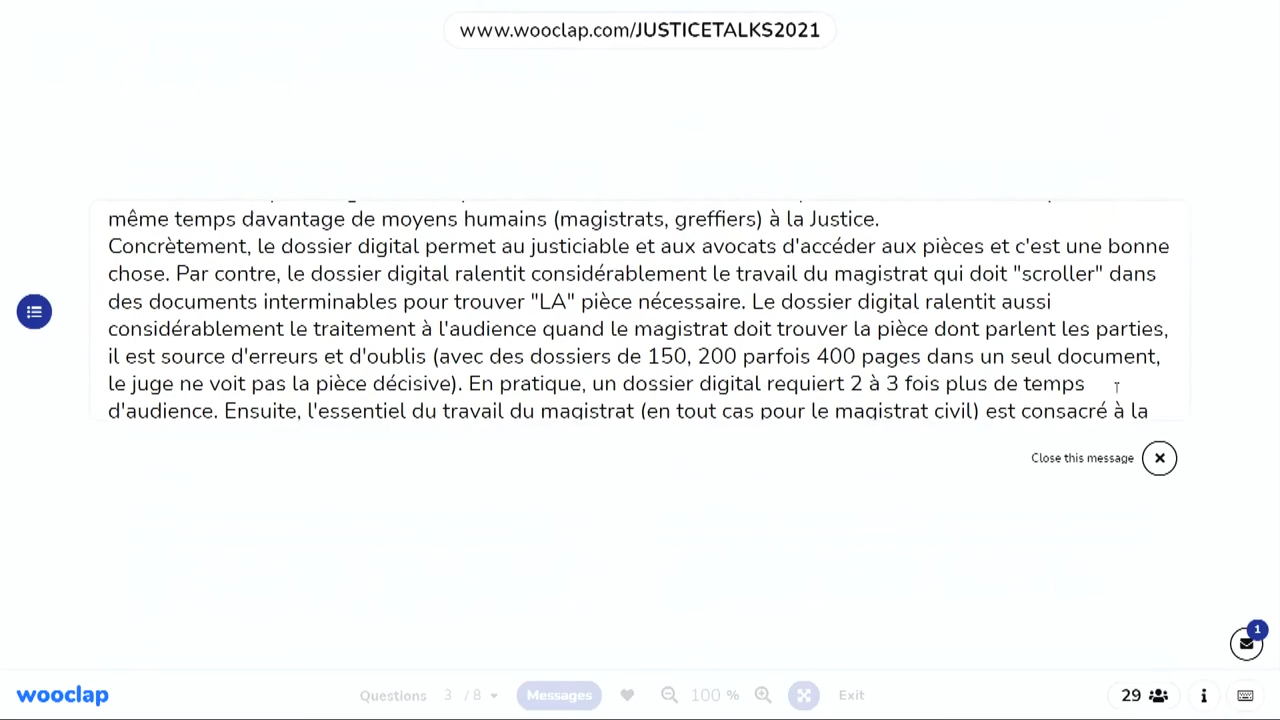 www.wooclap.com/JUSTICETALKS2021
même temps davantage de moyens humains (magistrats, greffiers) à la Justice.
Concrètement, le dossier digital permet au justiciable et aux avocats d'accéder aux pièces et c'est une bonne
chose. Par contre, le dossier digital ralentit considérablement le travail du magistrat qui doit "scroller" dans
des documents interminables pour trouver "LA" pièce nécessaire. Le dossier digital ralentit aussi
considérablement le traitement à l'audience quand le magistrat doit trouver la pièce dont parlent les parties,
il est source d'erreurs et d'oublis (avec des dossiers de 150, 200 parfois 400 pages dans un seul document,
le juge ne voit pas la pièce décisive). En pratique, un dossier digital requiert 2 à 3 fois plus de temps
d'audience. Ensuite, l'essentiel du travail du magistrat (en tout cas pour le magistrat civil) est consacré à la
Close this message
1
wooclap
Questions 3 / 8 Messages 100 % Exit 29